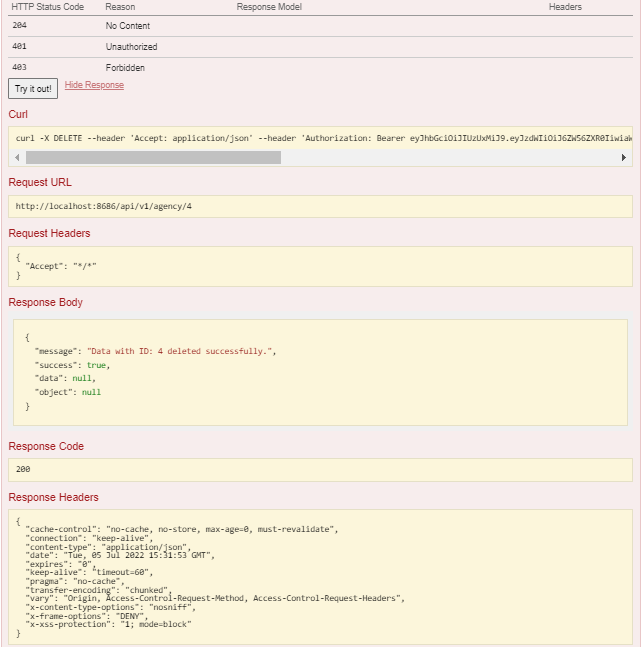 HTTP Status Code Reason Response Model Headers
204 No Content
401 Unauthorized
403 Forbidden
Try it out! Hide Response
Curl
curl -X DELETE --header 'Accept: application/json' --header 'Authorization: Bearer eyJhbGciOiJIUzUxMiJ9.eyJzdWIiOiJ6ZW56ZXR0IiwiaW
Request URL
http://localhost:8686/api/v1/agency/4
Request Headers
{
"Accept": "*/*"
}
Response Body
{
"message": "Data with ID: 4 deleted successfully.",
"success": true,
"data": null,
"object": null
}
Response Code
200
Response Headers
{
"cache-control": "no-cache, no-store, max-age=0, must-revalidate",
"connection": "keep-alive",
"content-type": "application/json",
"date": "Tue, 05 Jul 2022 15:31:53 GMT",
"expires": "0",
"keep-alive": "timeout=60",
"pragma": "no-cache",
"transfer-encoding": "chunked",
"vary": "Origin, Access-Control-Request-Method, Access-Control-Request-Headers",
"x-content-type-options": "nosniff",
"x-frame-options": "DENY",
"x-xss-protection": "1; mode=block"
}